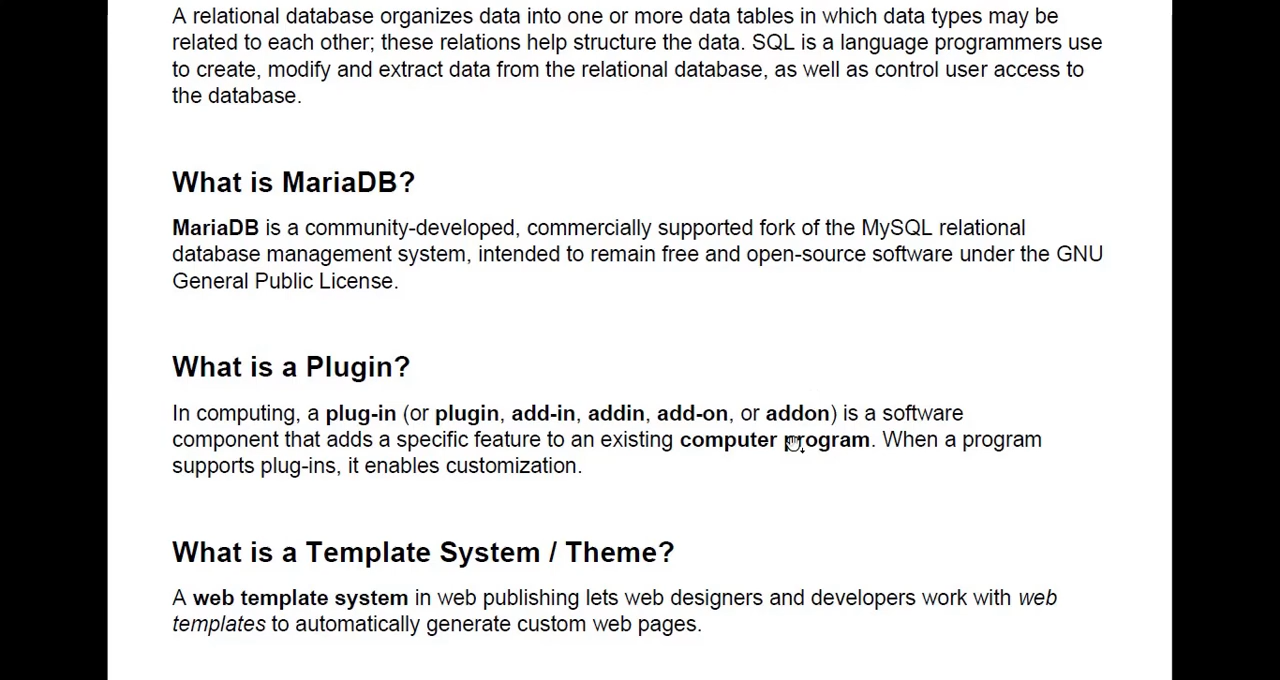 A relational database organizes data into one or more data tables in which data types may be
related to each other; these relations help structure the data. SQL is a language programmers use
to create, modify and extract data from the relational database, as well as control user access to
the database.
What is MariaDB?
MariaDB is a community-developed, commercially supported fork of the MySQL relational
database management system, intended to remain free and open-source software under the GNU
General Public License.
What is a Plugin?
In computing, a plug-in (or plugin, add-in, addin, add-on, or addon) is a software
component that adds a specific feature to an existing computer program. When a program
supports plug-ins, it enables customization.
What is a Template System / Theme?
A web template system in web publishing lets web designers and developers work with web
templates to automatically generate custom web pages.